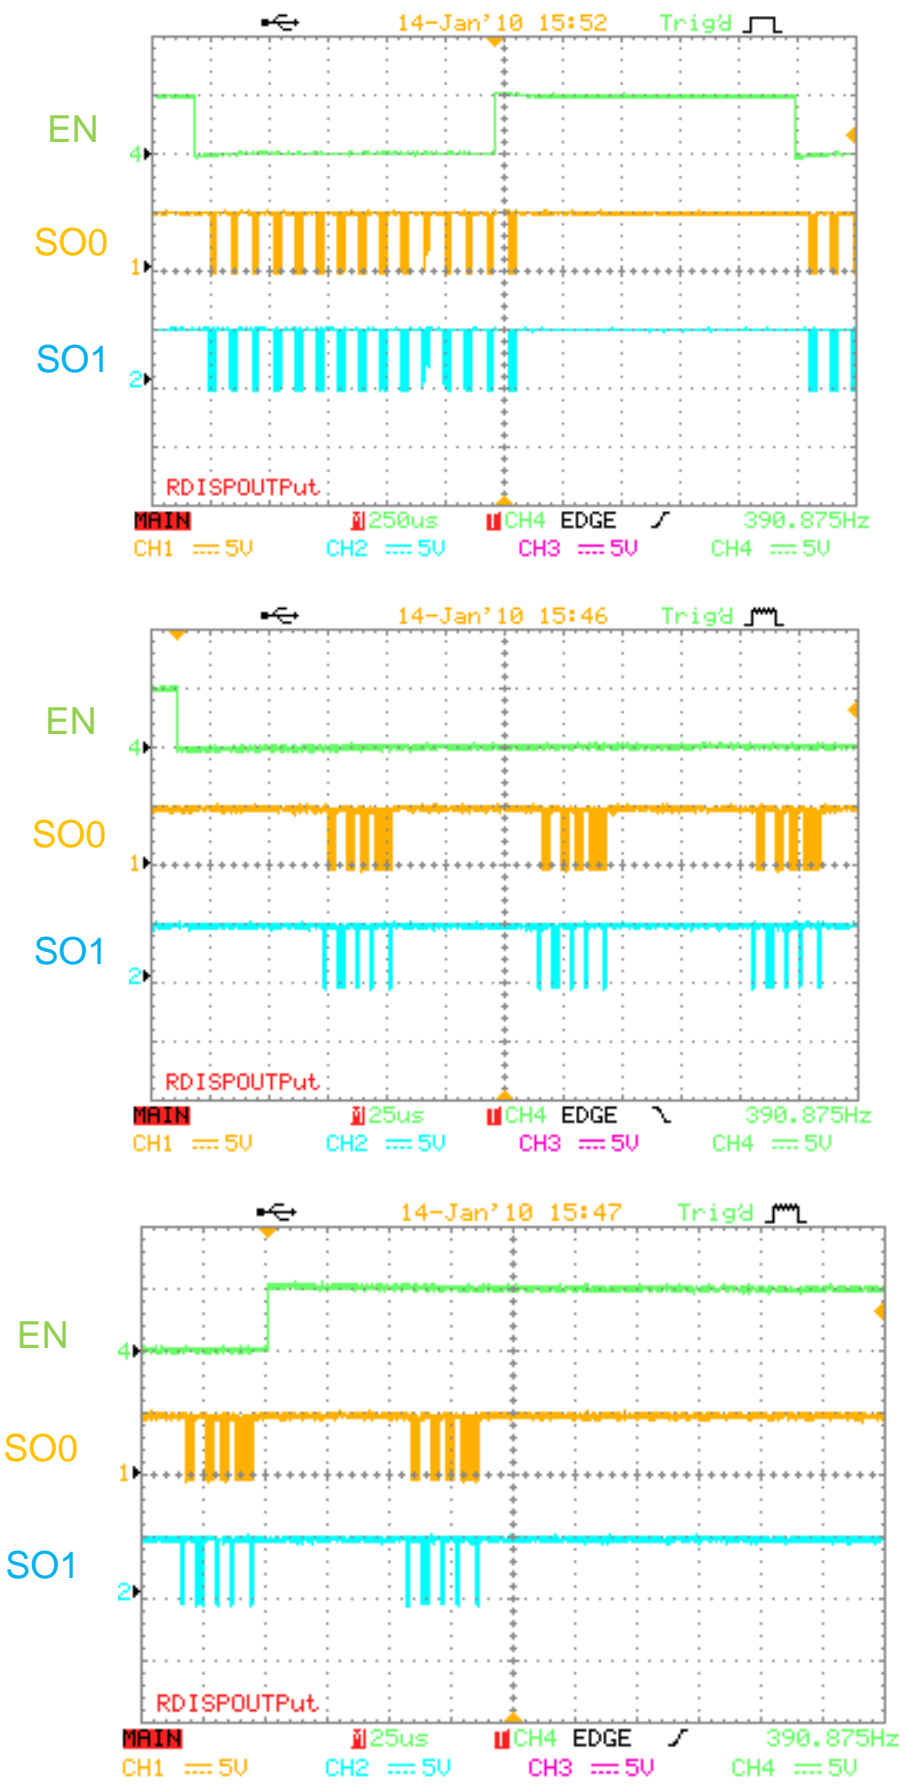 14-Jan'10 15:52 Trig'd
EN
4
SO0
1
SO1
2
RDISPOUTPut
MAIN M 250us T CH4 EDGE 390.875Hz
CH1 5V CH2 5V CH3 5V CH4 5V
14-Jan'10 15:46 Trig'd
EN
4
SO0
1
SO1
2
RDISPOUTPut
MAIN M 25us T CH4 EDGE 390.875Hz
CH1 5V CH2 5V CH3 5V CH4 5V
14-Jan'10 15:47 Trig'd
EN
4
SO0
1
SO1
2
RDISPOUTPut
MAIN M 25us T CH4 EDGE 390.875Hz
CH1 5V CH2 5V CH3 5V CH4 5V